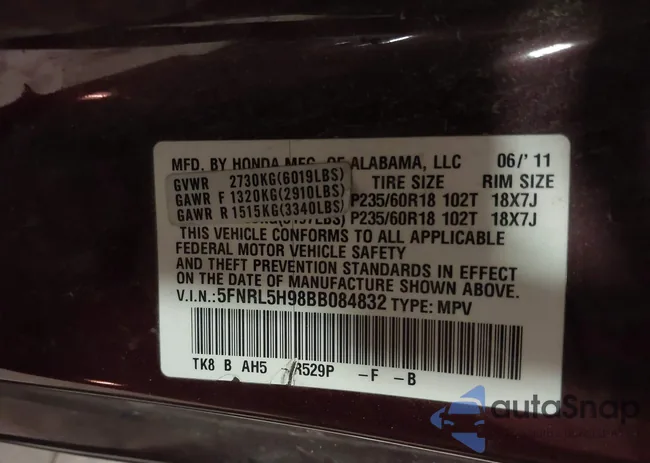 MFD. BY HONDA MFG. OF ALABAMA, LLC 06/'11
GVWR 2730KG(6019LBS) TIRE SIZE RIM SIZE
GAWR F 1320KG(2910LBS) P235/60R18 102T 18X7J
GAWR R 1515KG(3340LBS) P235/60R18 102T 18X7J
THIS VEHICLE CONFORMS TO ALL APPLICABLE
FEDERAL MOTOR VEHICLE SAFETY
AND THEFT PREVENTION STANDARDS IN EFFECT
ON THE DATE OF MANUFACTURE SHOWN ABOVE.
V.I.N.:5FNRL5H98BB084832 TYPE: MPV
TK8 B AH5 R529P -F -B
autoSnap